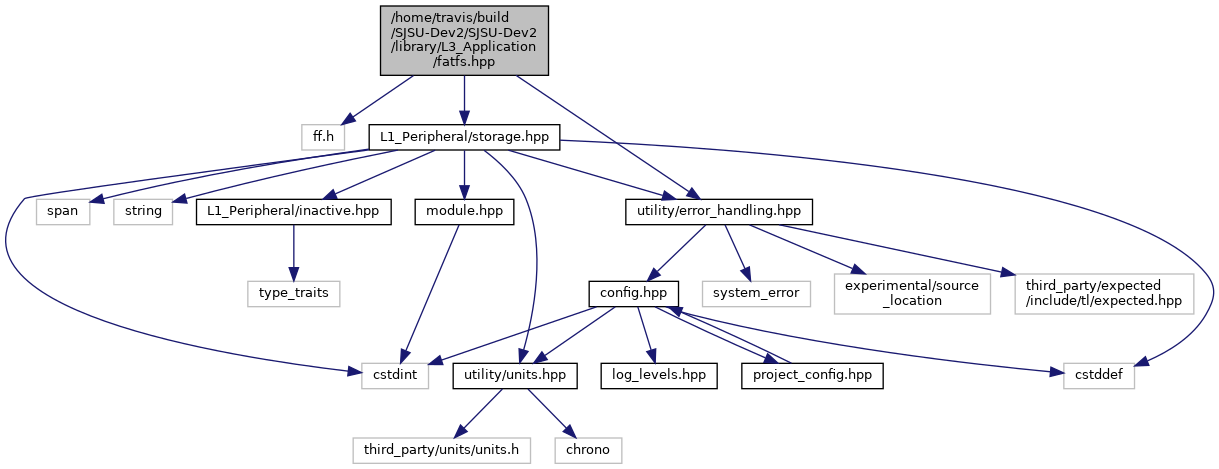 /home/travis/build
/SJSU-Dev2/SJSU-Dev2
/library/L3_Application
/fatfs.hpp
ff.h
L1_Peripheral/storage.hpp
span
string
L1_Peripheral/inactive.hpp
module.hpp
utility/error_handling.hpp
type_traits
config.hpp
system_error
experimental/source
_location
third_party/expected
/include/tl/expected.hpp
cstdint
utility/units.hpp
log_levels.hpp
project_config.hpp
cstddef
third_party/units/units.h
chrono